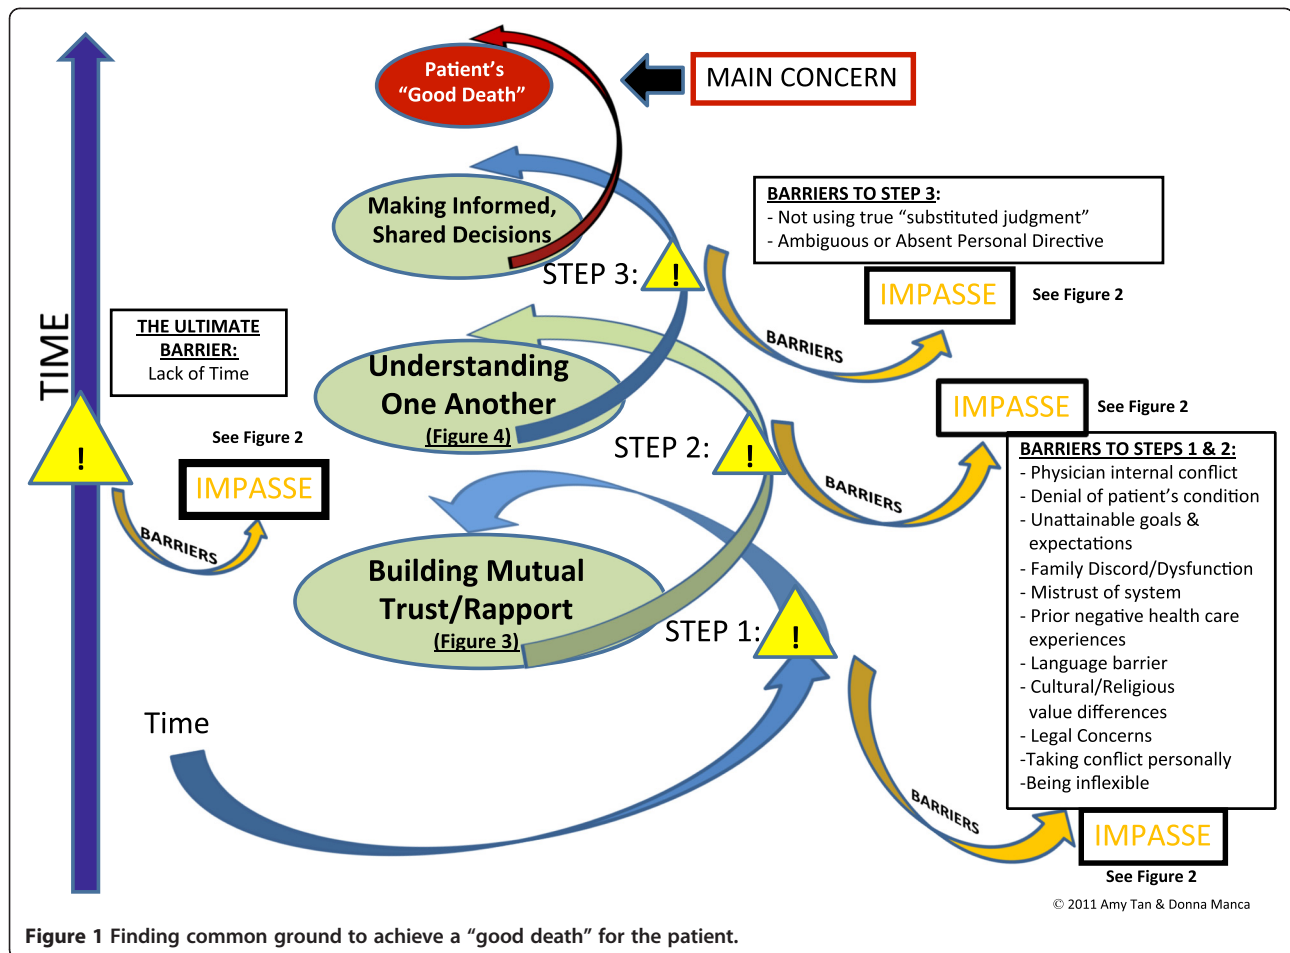 Patient’s
“Good Death”
MAIN CONCERN
Making Informed,
Shared Decisions
BARRIERS TO STEP 3:
- Not using true “substituted judgment”
- Ambiguous or Absent Personal Directive
STEP 3:
!
IMPASSE
See Figure 2
BARRIERS
TIME
THE ULTIMATE
BARRIER:
Lack of Time
!
See Figure 2
IMPASSE
BARRIERS
Understanding
One Another
(Figure 4)
STEP 2:
!
BARRIERS
IMPASSE
See Figure 2
BARRIERS TO STEPS 1 & 2:
- Physician internal conflict
- Denial of patient’s condition
- Unattainable goals &
expectations
- Family Discord/Dysfunction
- Mistrust of system
- Prior negative health care
experiences
- Language barrier
- Cultural/Religious
value differences
- Legal Concerns
-Taking conflict personally
-Being inflexible
Building Mutual
Trust/Rapport
(Figure 3)
STEP 1:
!
Time
BARRIERS
IMPASSE
See Figure 2
© 2011 Amy Tan & Donna Manca
Figure 1 Finding common ground to achieve a “good death” for the patient.